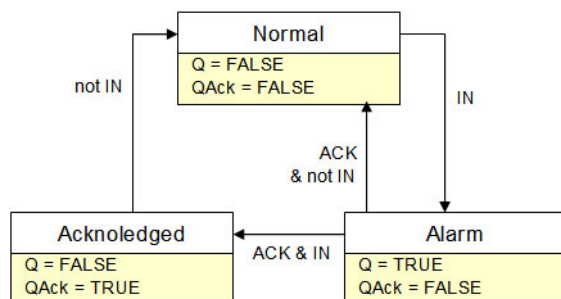 Normal
Q = FALSE
QAck = FALSE
not IN
IN
ACK
& not IN
Acknoledged
Q = FALSE
QAck = TRUE
ACK & IN
Alarm
Q = TRUE
QAck = FALSE